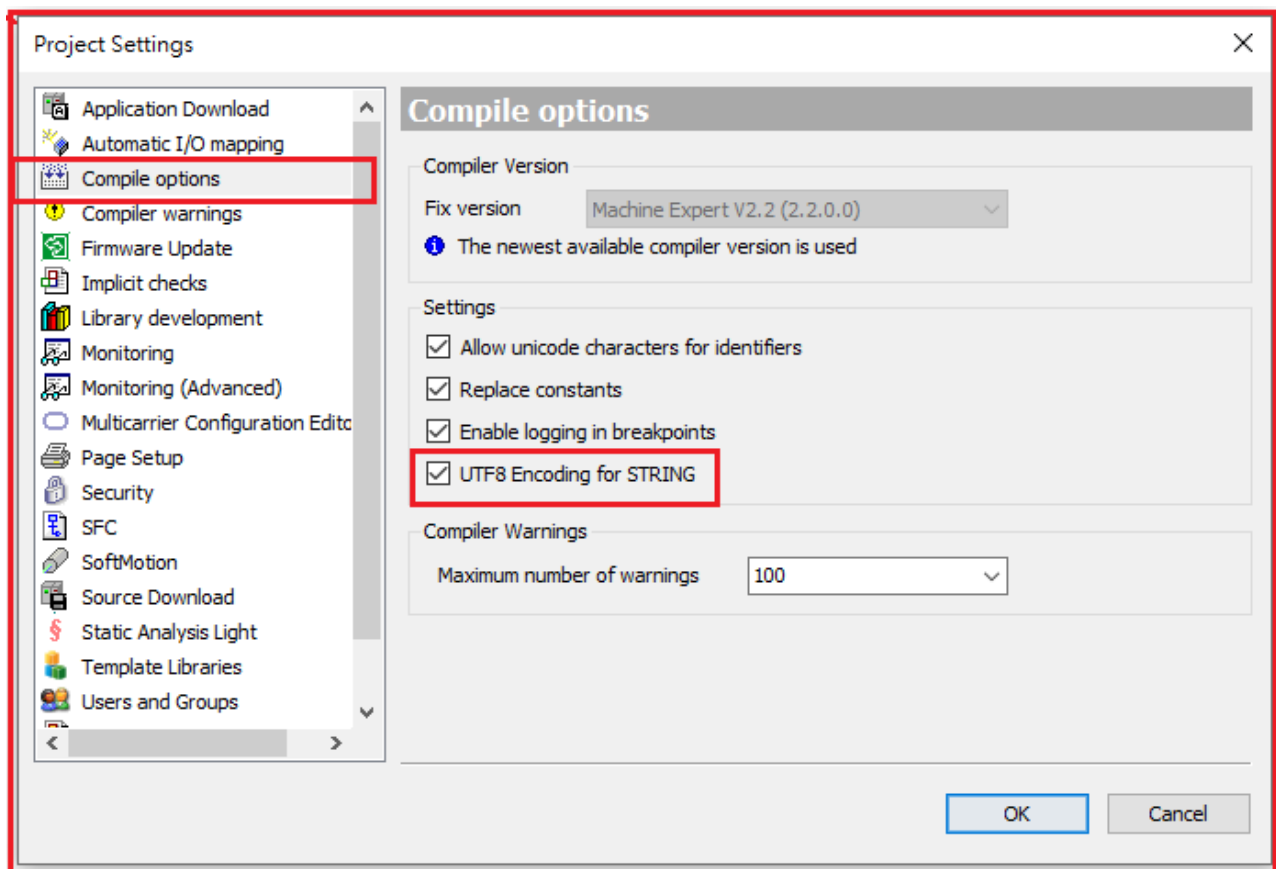 Project Settings
Application Download
Automatic I/O mapping
Compile options
Compiler warnings
Firmware Update
Implicit checks
Library development
Monitoring
Monitoring (Advanced)
Multicarrier Configuration Edito
Page Setup
Security
SFC
SoftMotion
Source Download
Static Analysis Light
Template Libraries
Users and Groups
Compile options
Compiler Version
Fix version Machine Expert V2.2 (2.2.0.0)
The newest available compiler version is used
Settings
Allow unicode characters for identifiers
Replace constants
Enable logging in breakpoints
UTF8 Encoding for STRING
Compiler Warnings
Maximum number of warnings 100
OK Cancel